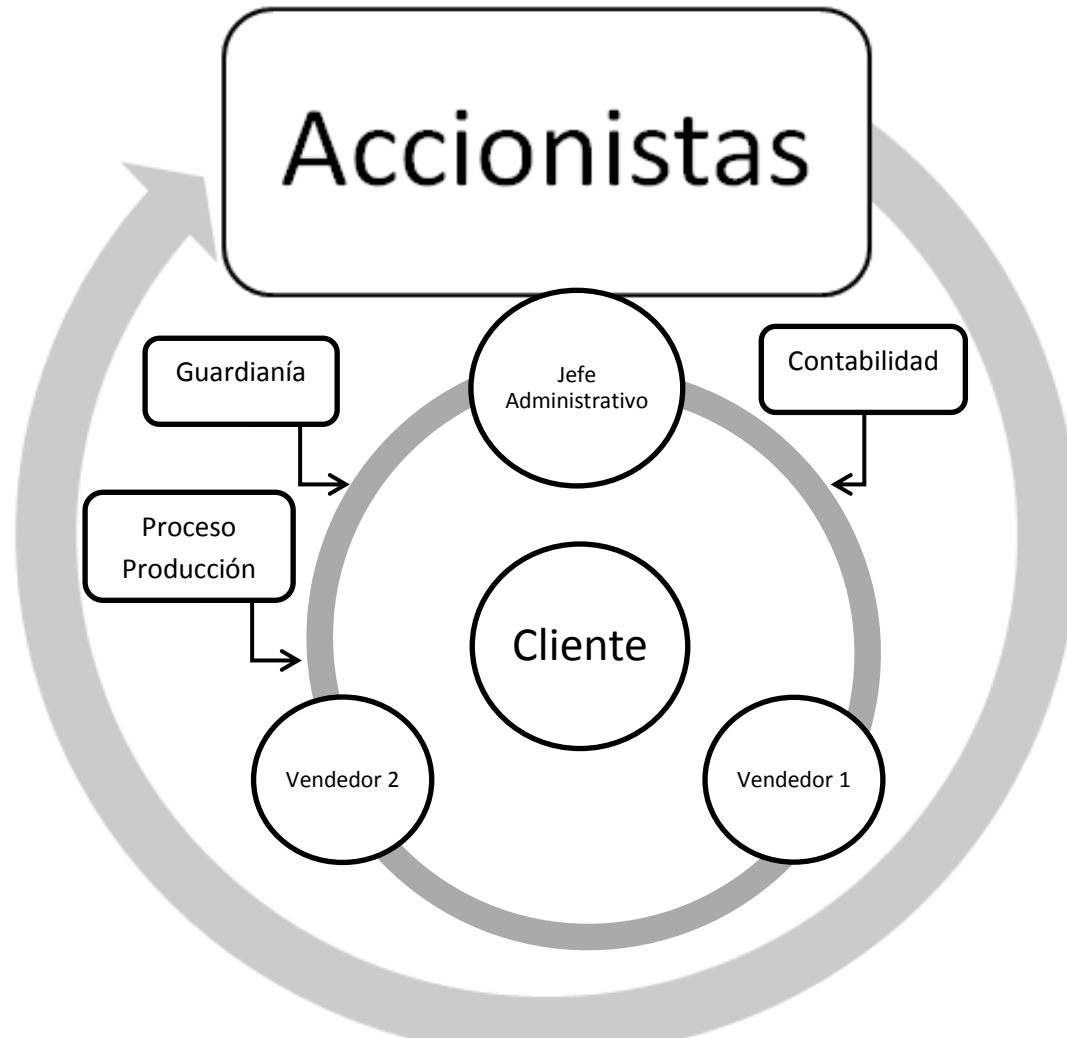 Accionistas
Guardianía
Jefe
Administrativo
Contabilidad
Proceso
Producción
Cliente
Vendedor 2
Vendedor 1